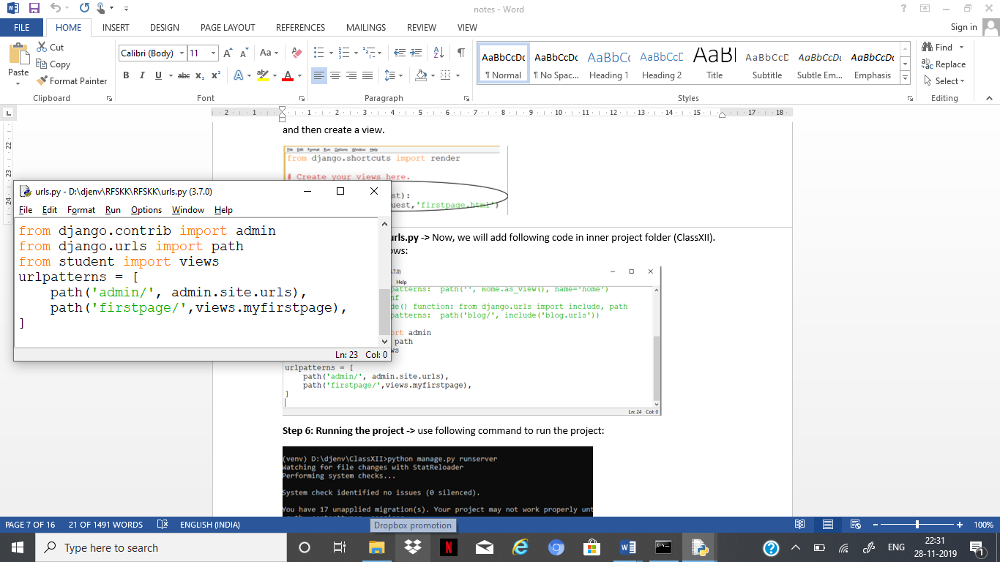 notes - Word
FILE HOME INSERT DESIGN PAGE LAYOUT REFERENCES MAILINGS REVIEW VIEW Sign in
Paste Cut Copy Format Painter Clipboard
Calibri (Body) 11 Aa B I U abc x2 x2 A ab A Font
Paragraph
AaBbCcDc AaBbCcDc AaBbCc AaBbCcD AaBl AaBbCcD AaBbCcDc AaBbCcDc
¶ Normal ¶ No Spac... Heading 1 Heading 2 Title Subtitle Subtle Em... Emphasis
Styles
Find Replace Select Editing
L 2 1 1 2 3 4 5 6 7 8 9 10 11 12 13 14 15 17 18
22
23
24
and then create a view.
File Edit Format Run Options Window Help
from django.shortcuts import render
# Create your views here.
st):
uest,'firstpage.html')
urls.py - D:\djenv\RFSKK\RFSKK\urls.py (3.7.0)
File Edit Format Run Options Window Help
from django.contrib import admin
from django.urls import path
from student import views
urlpatterns = [
path('admin/', admin.site.urls),
path('firstpage/',views.myfirstpage),
]
Ln: 23 Col: 0
urls.py -> Now, we will add following code in inner project folder (ClassXII).
ows:
.7.0)
Help
patterns: path('', Home.as_view(), name='home')
nf
de() function: from django.urls import include, path
patterns: path('blog/', include('blog.urls'))
ort admin
path
ws
urlpatterns = [
path('admin/', admin.site.urls),
path('firstpage/',views.myfirstpage),
]
Ln: 24 Col: 0
Step 6: Running the project -> use following command to run the project:
(venv) D:\djenv\ClassXII>python manage.py runserver
Watching for file changes with StatReloader
Performing system checks...
System check identified no issues (0 silenced).
You have 17 unapplied migration(s). Your project may not work properly unt
PAGE 7 OF 16 21 OF 1491 WORDS ENGLISH (INDIA) 100%
Dropbox promotion
Type here to search
ENG
22:31
28-11-2019
1